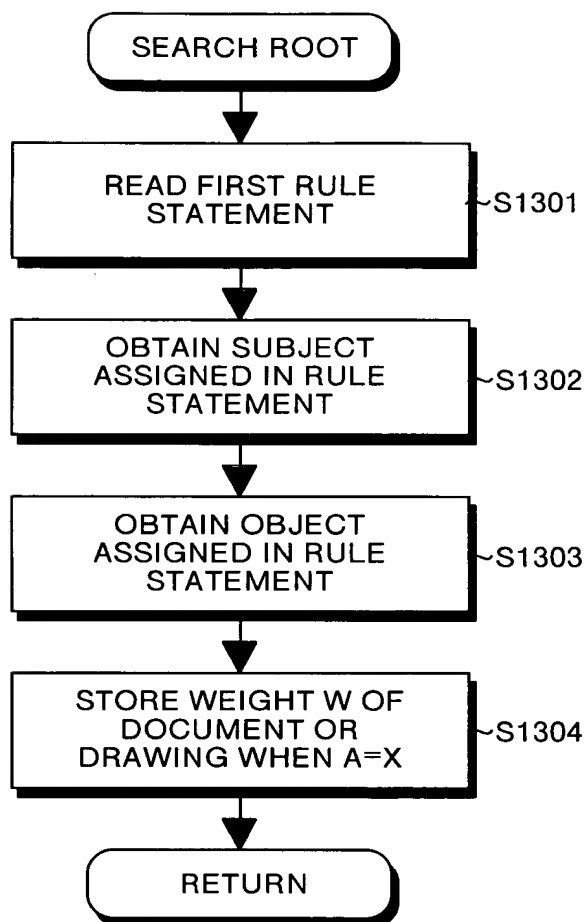 SEARCH ROOT
READ FIRST RULE
STATEMENT
S1301
OBTAIN SUBJECT
ASSIGNED IN RULE
STATEMENT
S1302
OBTAIN OBJECT
ASSIGNED IN RULE
STATEMENT
S1303
STORE WEIGHT W OF
DOCUMENT OR
DRAWING WHEN A=X
S1304
RETURN